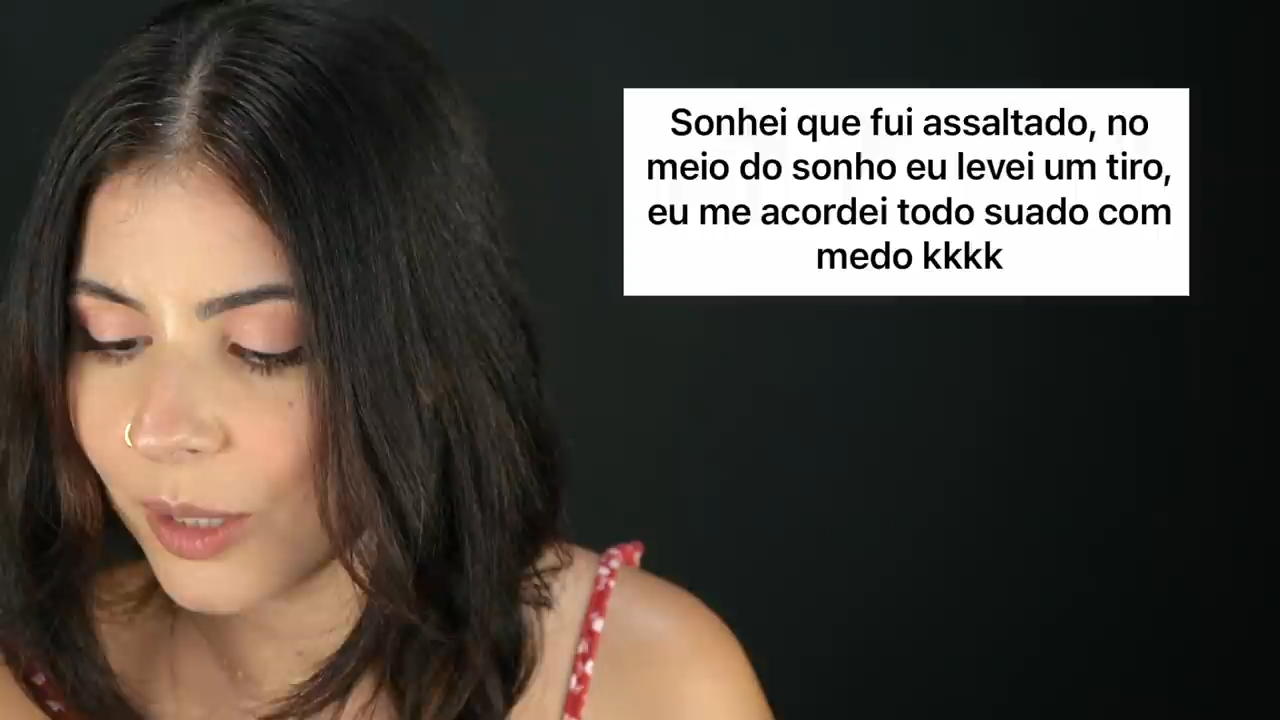 Sonhei que fui assaltado, no
meio do sonho eu levei um tiro,
eu me acordei todo suado com
medo kkkk